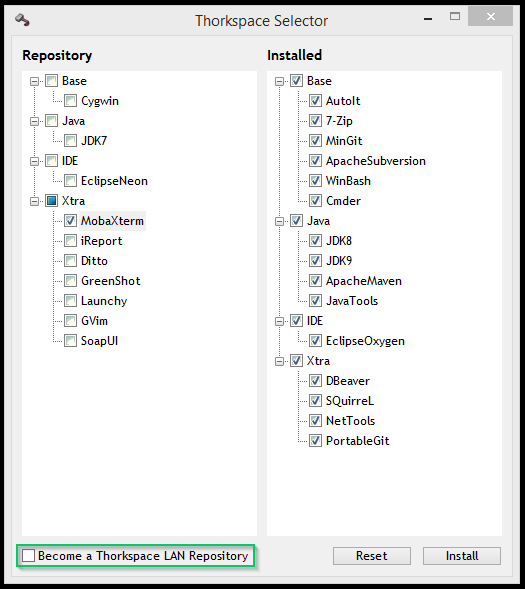 Thorkspace Selector
Repository
Base
Cygwin
Java
JDK7
IDE
EclipseNeon
Xtra
MobaXterm
iReport
Ditto
GreenShot
Launchy
GVim
SoapUI
Installed
Base
AutoIt
7-Zip
MinGit
ApacheSubversion
WinBash
Cmder
Java
JDK8
JDK9
ApacheMaven
JavaTools
IDE
EclipseOxygen
Xtra
DBeaver
SQuirreL
NetTools
PortableGit
Become a Thorkspace LAN Repository
Reset
Install